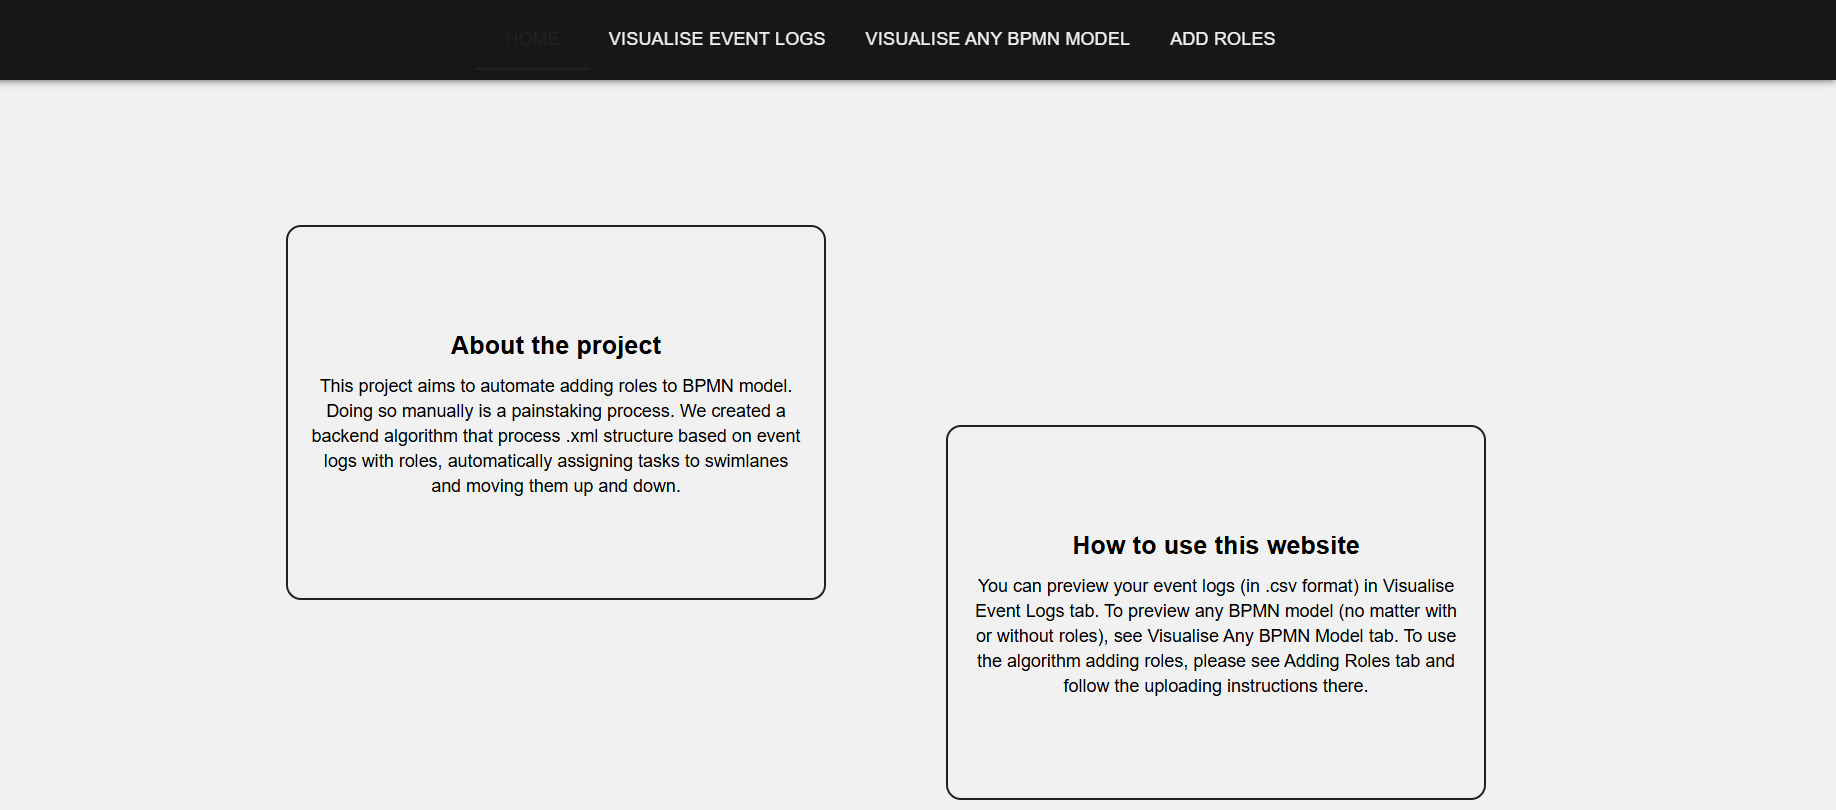 HOME VISUALISE EVENT LOGS VISUALISE ANY BPMN MODEL ADD ROLES
About the project
This project aims to automate adding roles to BPMN model.
Doing so manually is a painstaking process. We created a
backend algorithm that process .xml structure based on event
logs with roles, automatically assigning tasks to swimlanes
and moving them up and down.
How to use this website
You can preview your event logs (in .csv format) in Visualise
Event Logs tab. To preview any BPMN model (no matter with
or without roles), see Visualise Any BPMN Model tab. To use
the algorithm adding roles, please see Adding Roles tab and
follow the uploading instructions there.